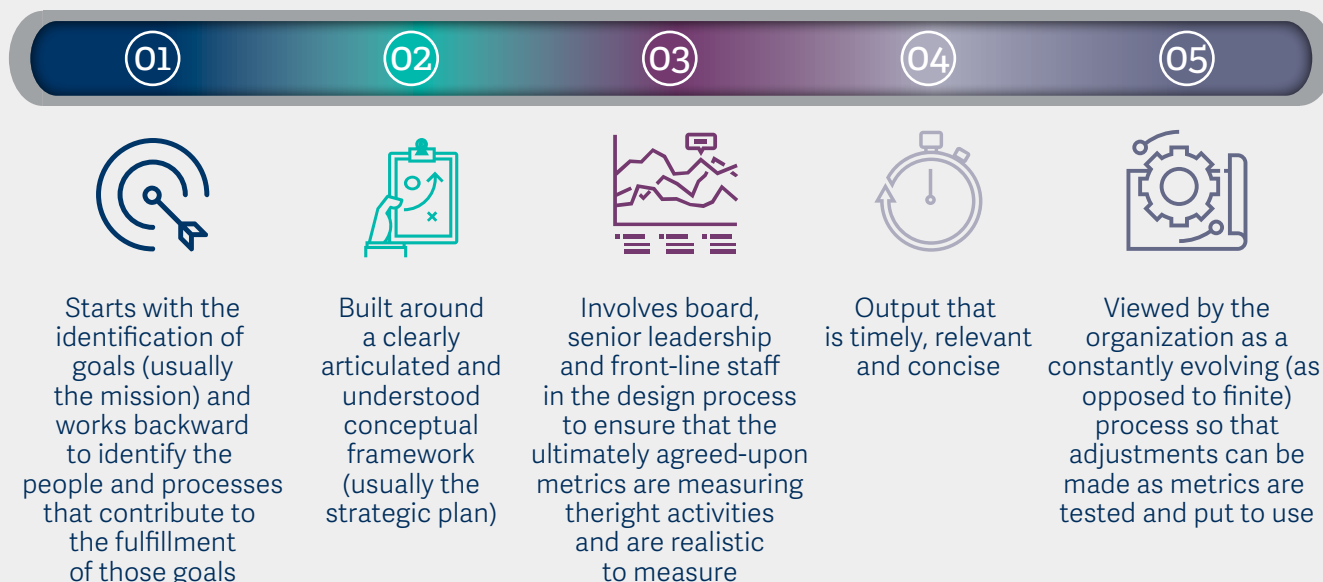 01
02
03
04
05
Starts with the
identification of
goals (usually
the mission) and
works backward
to identify the
people and processes
that contribute to
the fulfillment
of those goals
Built around
a clearly
articulated and
understood
conceptual
framework
(usually the
strategic plan)
Involves board,
senior leadership
and front-line staff
in the design process
to ensure that the
ultimately agreed-upon
metrics are measuring
theright activities
and are realistic
to measure
Output that
is timely, relevant
and concise
Viewed by the
organization as a
constantly evolving (as
opposed to finite)
process so that
adjustments can be
made as metrics are
tested and put to use